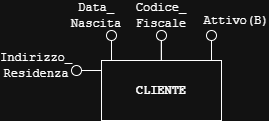 Data_
Nascita
Codice_
Fiscale
Attivo(B)
Indirizzo_
Residenza
CLIENTE